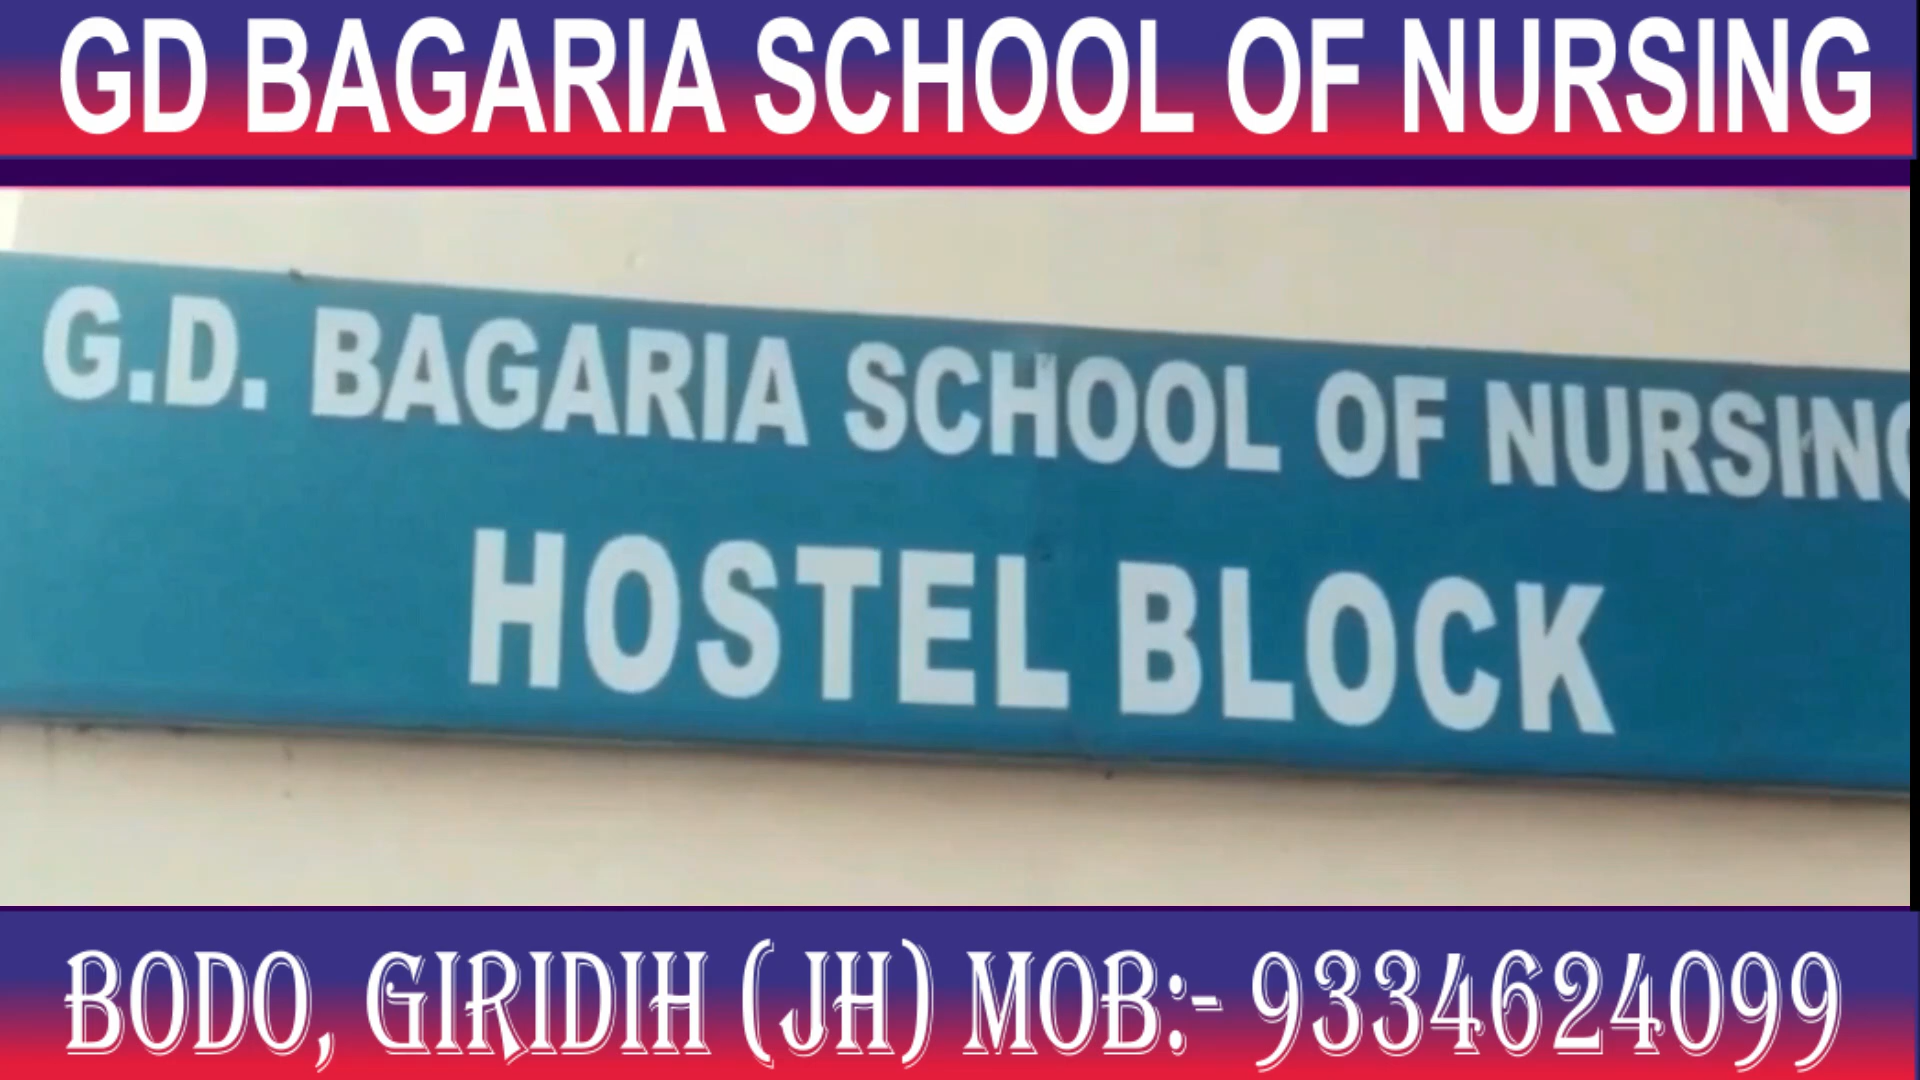 GD BAGARIA SCHOOL OF NURSING
G.D. BAGARIA SCHOOL OF NURSING
HOSTEL BLOCK
BODO, GIRIDIH (JH) MOB:- 9334624099